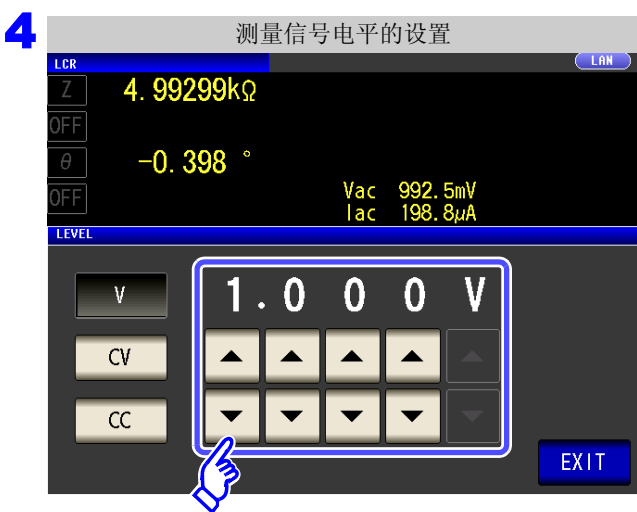 4
测量信号电平的设置
LCR LAN
Z 4.99299kΩ
OFF
θ -0.398 °
OFF
Vac 992.5mV
Iac 198.8μA
LEVEL
V 1.000 V
CV
CC
EXIT